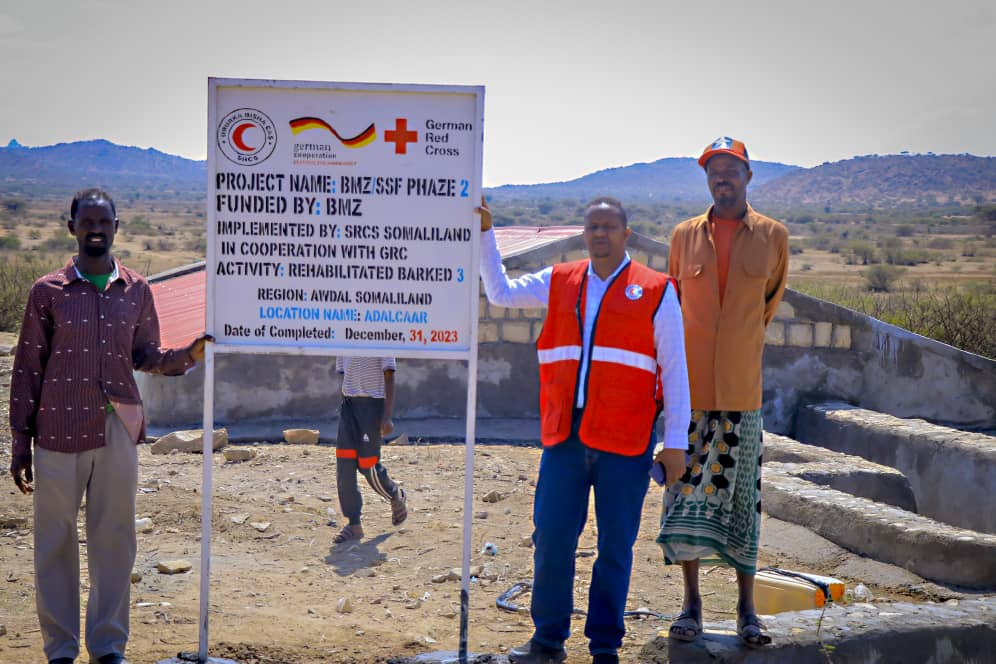 URURKA BISHA CAS
SRCS
german
cooperation
German
Red
Cross
PROJECT NAME: BMZ/SSF PHAZE 2
FUNDED BY: BMZ
IMPLEMENTED BY: SRCS SOMALILAND
IN COOPERATION WITH GRC
ACTIVITY: REHABILITATED BARKED 3
REGION: AWDAL SOMALILAND
LOCATION NAME: ADALCAAR
Date of Completed: December, 31, 2023